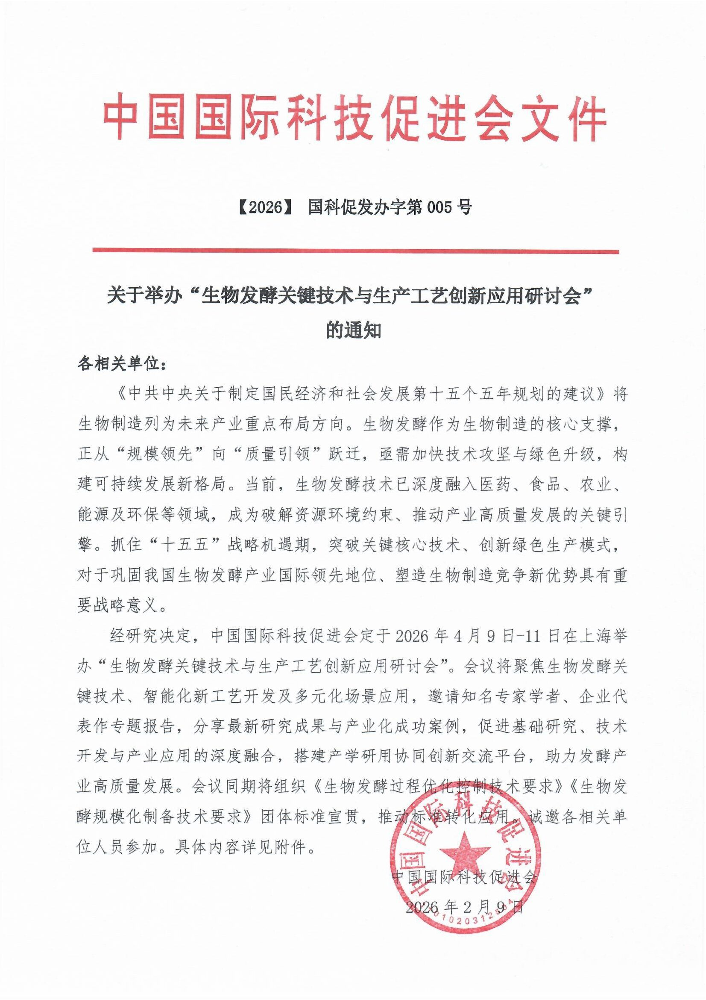 中国国际科技促进会文件
【2026】 国科促发办字第 005 号
关于举办“生物发酵关键技术与生产工艺创新应用研讨会”
的通知
各相关单位：
《中共中央关于制定国民经济和社会发展第十五个五年规划的建议》将
生物制造列为未来产业重点布局方向。生物发酵作为生物制造的核心支撑，
正从“规模领先”向“质量引领”跃迁，亟需加快技术攻坚与绿色升级，构
建可持续发展新格局。当前，生物发酵技术已深度融入医药、食品、农业、
能源及环保等领域，成为破解资源环境约束、推动产业高质量发展的关键引
擎。抓住“十五五”战略机遇期，突破关键核心技术、创新绿色生产模式，
对于巩固我国生物发酵产业国际领先地位、塑造生物制造竞争新优势具有重
要战略意义。
经研究决定，中国国际科技促进会定于 2026 年 4 月 9 日-11 日在上海举
办“生物发酵关键技术与生产工艺创新应用研讨会”。会议将聚焦生物发酵关
键技术、智能化新工艺开发及多元化场景应用，邀请知名专家学者、企业代
表作专题报告，分享最新研究成果与产业化成功案例，促进基础研究、技术
开发与产业应用的深度融合，搭建产学研用协同创新交流平台，助力发酵产
业高质量发展。会议同期将组织《生物发酵过程优化控制技术要求》《生物发
酵规模化制备技术要求》团体标准宣贯，推动标准转化应用。诚邀各相关单
位人员参加。具体内容详见附件。
中国国际科技促进会
2026 年 2 月 9 日
中国国际科技促进会